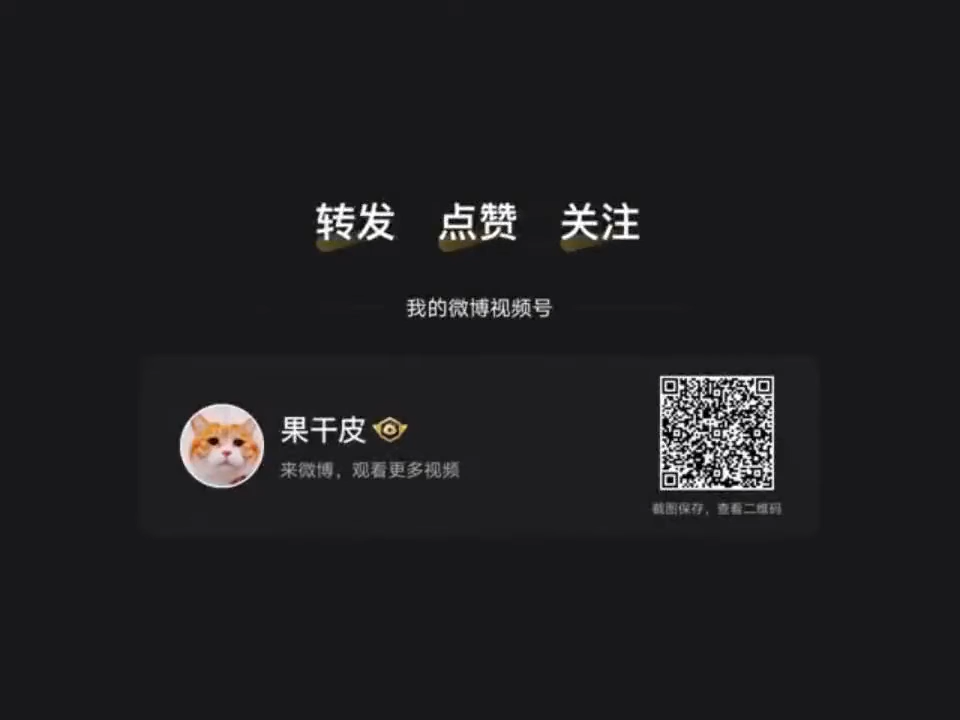 转发 点赞 关注
我的微博视频号
果干皮
来微博，观看更多视频
截图保存，查看二维码